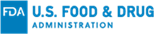 FDA U.S. FOOD & DRUG
ADMINISTRATION